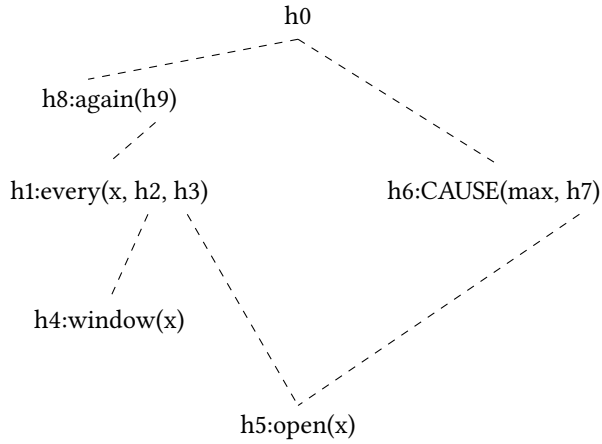 h0
h8:again(h9)
h1:every(x, h2, h3)
h6:CAUSE(max, h7)
h4:window(x)
h5:open(x)